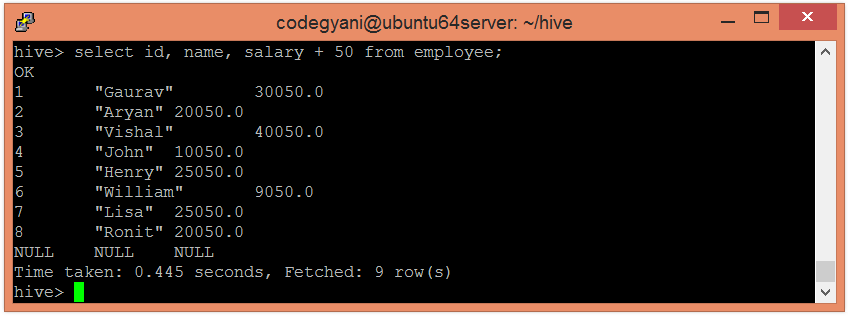 codegyani@ubuntu64server: ~/hive
hive> select id, name, salary + 50 from employee;
OK
1       "Gaurav"        30050.0
2       "Aryan" 20050.0
3       "Vishal"        40050.0
4       "John"  10050.0
5       "Henry" 25050.0
6       "William"       9050.0
7       "Lisa"  25050.0
8       "Ronit" 20050.0
NULL    NULL    NULL
Time taken: 0.445 seconds, Fetched: 9 row(s)
hive>